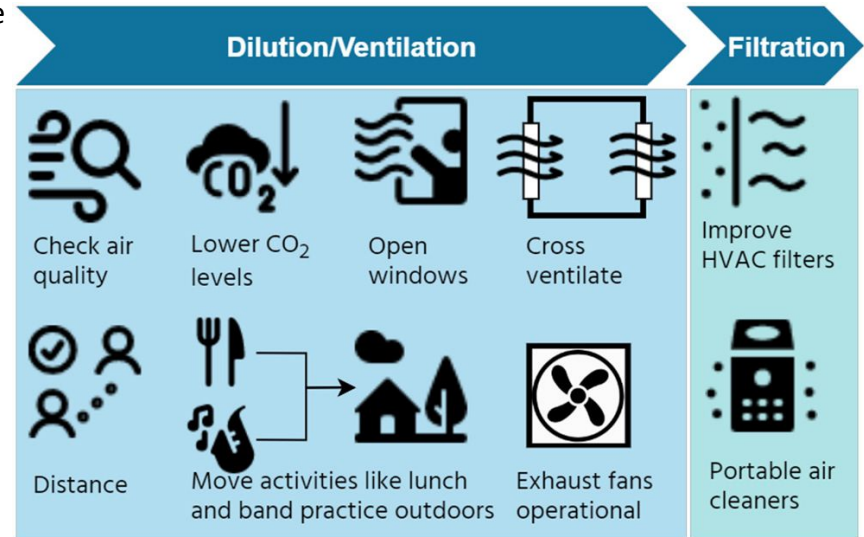 e
Dilution/Ventilation
Filtration
CO2
Check air
quality
Lower CO2
levels
Open
windows
Cross
ventilate
Improve
HVAC filters
Distance
Move activities like lunch
and band practice outdoors
Exhaust fans
operational
Portable air
cleaners